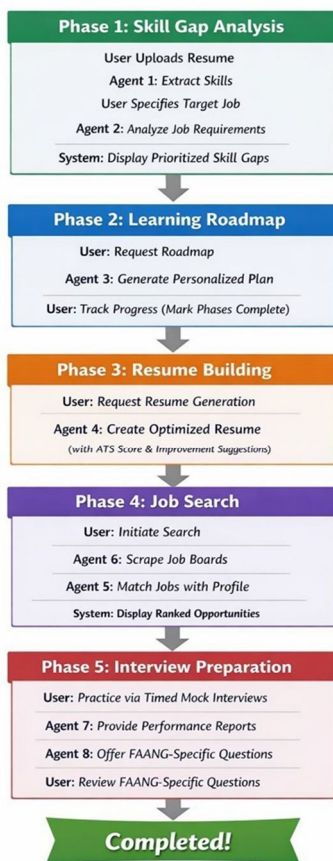 Phase 1: Skill Gap Analysis
User Uploads Resume
Agent 1: Extract Skills
User Specifies Target Job
Agent 2: Analyze Job Requirements
System: Display Prioritized Skill Gaps
Phase 2: Learning Roadmap
User: Request Roadmap
Agent 3: Generate Personalized Plan
User: Track Progress (Mark Phases Complete)
Phase 3: Resume Building
User: Request Resume Generation
Agent 4: Create Optimized Resume
(with ATS Score & Improvement Suggestions)
Phase 4: Job Search
User: Initiate Search
Agent 6: Scrape Job Boards
Agent 5: Match Jobs with Profile
System: Display Ranked Opportunities
Phase 5: Interview Preparation
User: Practice via Timed Mock Interviews
Agent 7: Provide Performance Reports
Agent 8: Offer FAANG-Specific Questions
User: Review FAANG-Specific Questions
Completed!